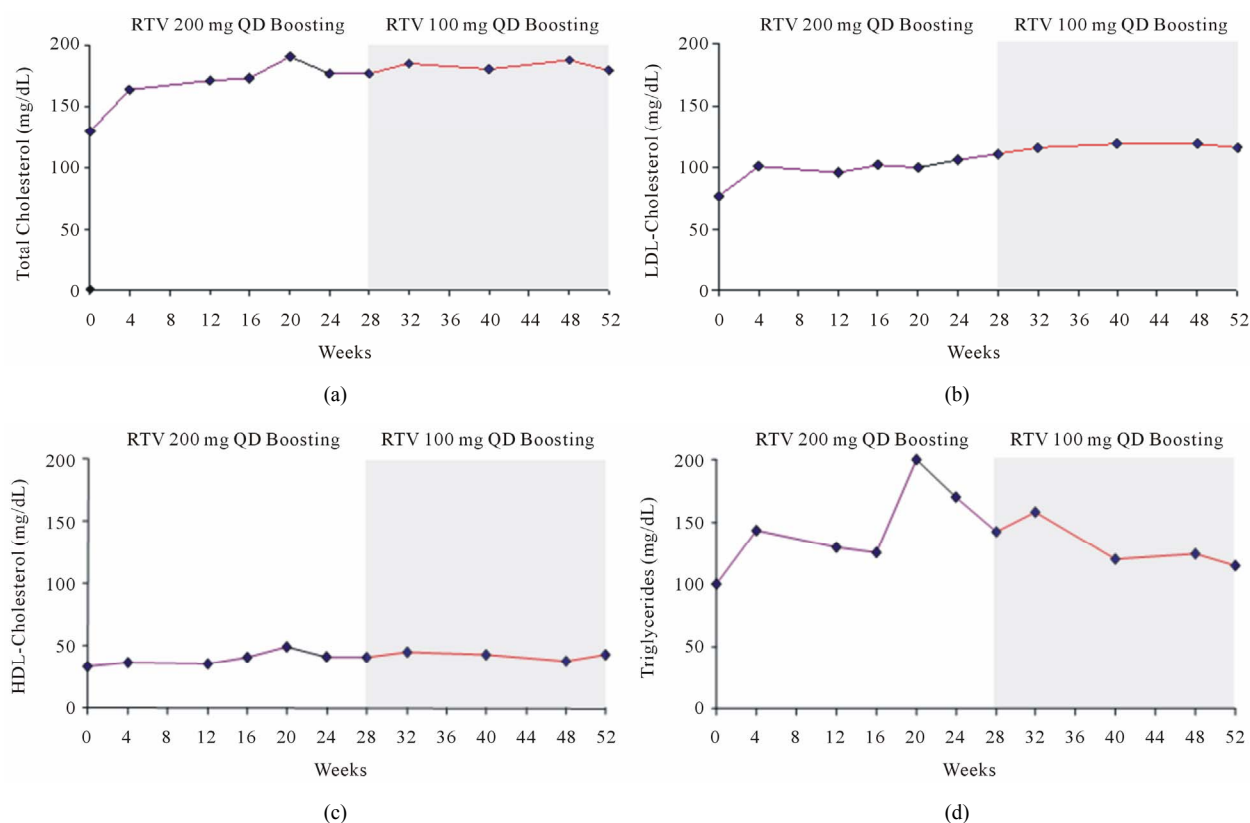 RTV 200 mg QD Boosting RTV 100 mg QD Boosting
200
150
100
50
0
Total Cholesterol (mg/dL)
0 4 8 12 16 20 24 28 32 36 40 44 48 52
Weeks
(a)
RTV 200 mg QD Boosting RTV 100 mg QD Boosting
200
150
100
50
0
LDL-Cholesterol (mg/dL)
0 4 8 12 16 20 24 28 32 36 40 44 48 52
Weeks
(b)
RTV 200 mg QD Boosting RTV 100 mg QD Boosting
200
150
100
50
0
HDL-Cholesterol (mg/dL)
0 4 8 12 16 20 24 28 32 36 40 44 48 52
Weeks
(c)
RTV 200 mg QD Boosting RTV 100 mg QD Boosting
200
150
100
50
0
Triglycerides (mg/dL)
0 4 8 12 16 20 24 28 32 36 40 44 48 52
Weeks
(d)